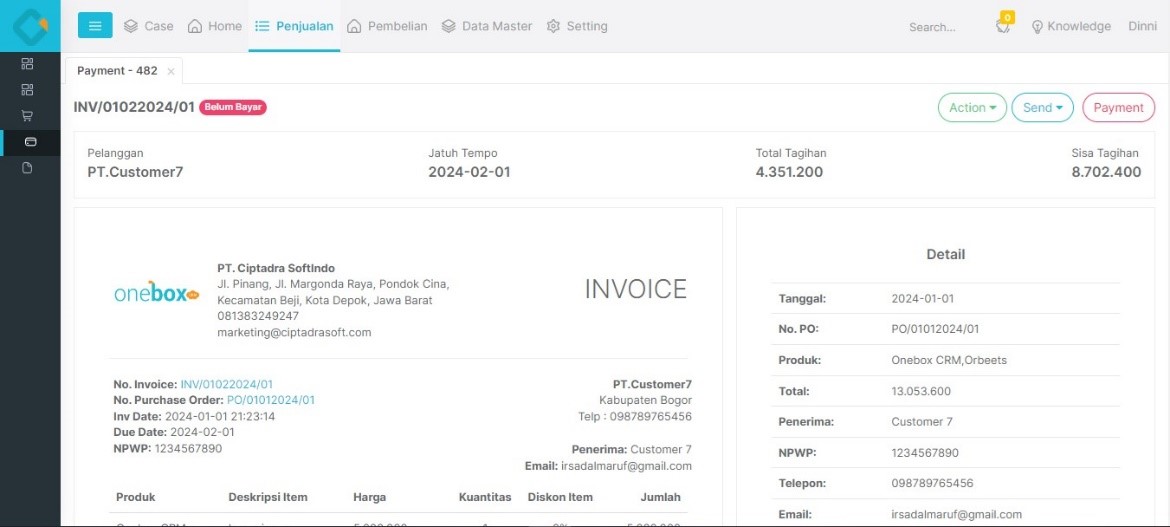 Case Home Penjualan Pembelian Data Master Setting Search... 0 Knowledge Dinni
Payment - 482 ×
INV/01022024/01 Belum Bayar Action Send Payment
Pelanggan Jatuh Tempo Total Tagihan Sisa Tagihan
PT.Customer7 2024-02-01 4.351.200 8.702.400
onebox
PT. Ciptadra SoftIndo
Jl. Pinang, Jl. Margonda Raya, Pondok Cina,
Kecamatan Beji, Kota Depok, Jawa Barat
081383249247
marketing@ciptadrasoft.com
INVOICE
No. Invoice: INV/01022024/01
No. Purchase Order: PO/01012024/01
Inv Date: 2024-01-01 21:23:14
Due Date: 2024-02-01
NPWP: 1234567890
PT.Customer7
Kabupaten Bogor
Telp : 098789765456
Penerima: Customer 7
Email: irsadalmaruf@gmail.com
Produk Deskripsi Item Harga Kuantitas Diskon Item Jumlah
Detail
Tanggal: 2024-01-01
No. PO: PO/01012024/01
Produk: Onebox CRM,Orbeets
Total: 13.053.600
Penerima: Customer 7
NPWP: 1234567890
Telepon: 098789765456
Email: irsadalmaruf@gmail.com